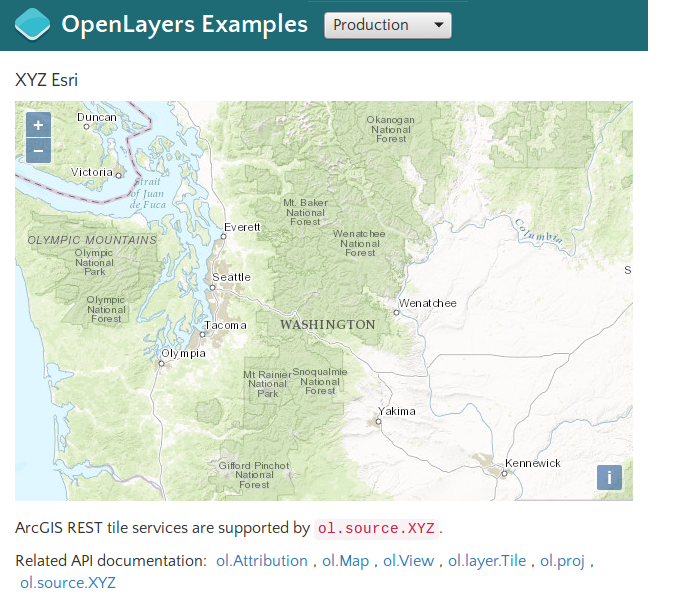 OpenLayers Examples
Production
XYZ Esri
+
−
Duncan
Victoria
Strait
of Juan
de Fuca
Okanogan
National
Forest
Mt. Baker
National
Forest
Everett
Wenatchee
National
Forest
Columbia
OLYMPIC MOUNTAINS
Olympic
National
Park
Seattle
S
Olympic
National
Forest
Wenatchee
Tacoma
WASHINGTON
Olympia
Mt Rainier
National
Park
Snoqualmie
National
Forest
Yakima
Gifford Pinchot
National
Forest
Kennewick
i
ArcGIS REST tile services are supported by ol.source.XYZ .
Related API documentation: ol.Attribution , ol.Map , ol.View , ol.layer.Tile , ol.proj ,
ol.source.XYZ